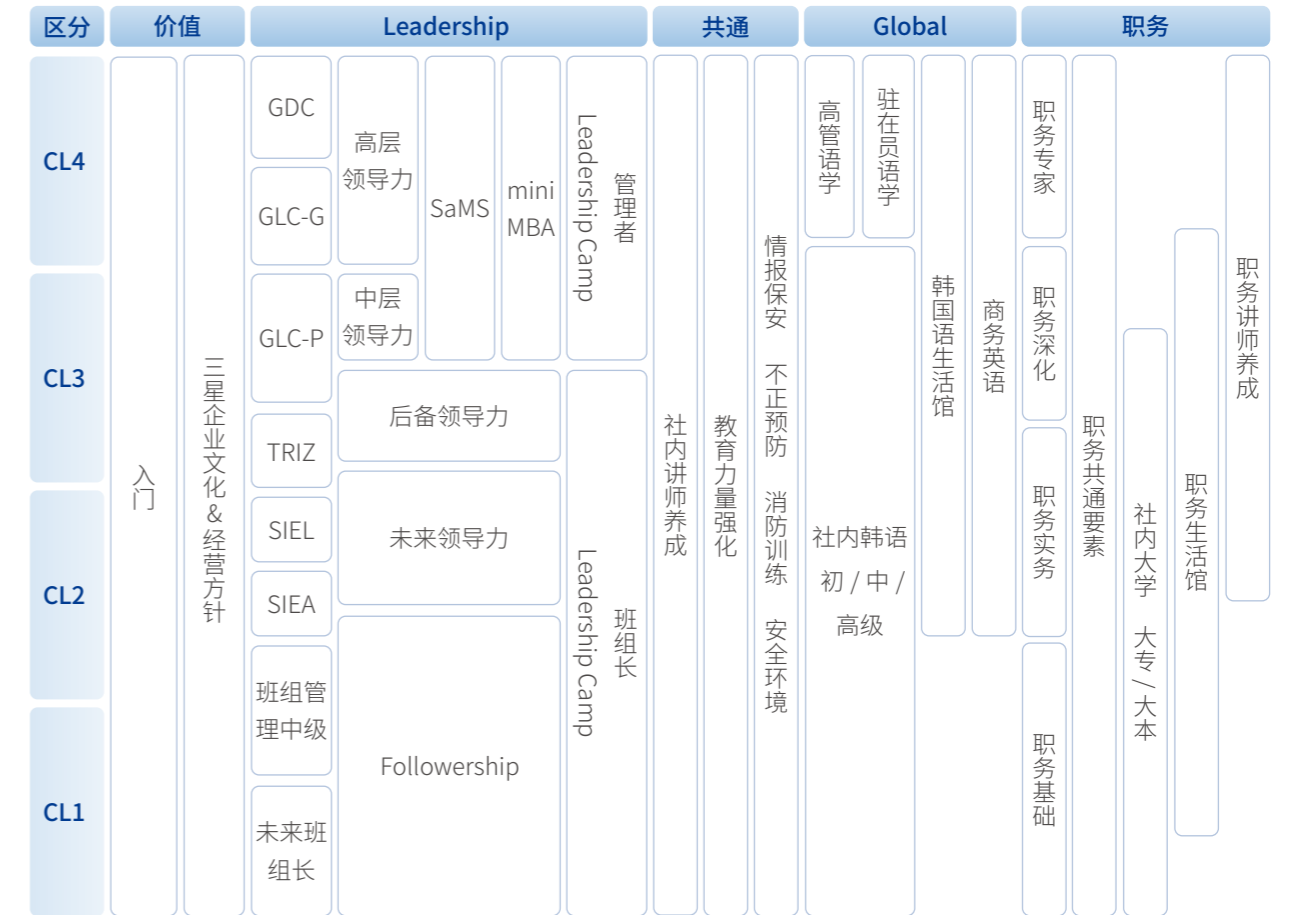 区分
价值
Leadership
共通
Global
职务
CL4
CL3
CL2
CL1
入门
三星企业文化&经营方针
GDC
GLC-G
GLC-P
TRIZ
SIEL
SIEA
班组管
理中级
未来班
组长
高层
领导力
中层
领导力
SaMS
mini
MBA
管理者
Leadership Camp
后备领导力
未来领导力
Followership
班组长
Leadership Camp
社内讲师养成
教育力量强化
情报保安 不正预防 消防训练 安全环境
高管语学
驻在员语学
社内韩语
初 / 中 /
高级
韩国语生活馆
商务英语
职务专家
职务深化
职务实务
职务基础
职务共通要素
社内大学 大专/大本
职务生活馆
职务讲师养成